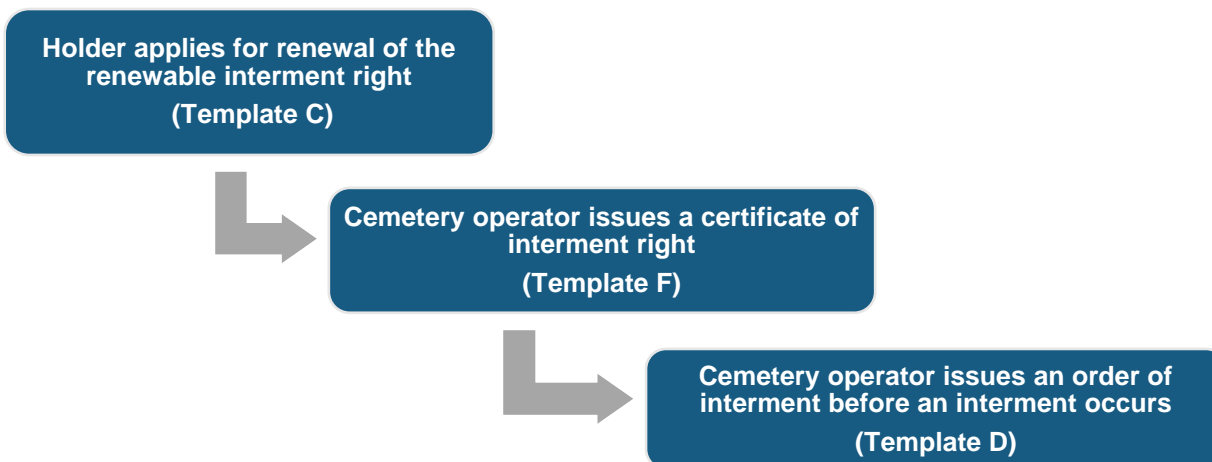 Holder applies for renewal of the
renewable interment right
(Template C)
Cemetery operator issues a certificate of
interment right
(Template F)
Cemetery operator issues an order of
interment before an interment occurs
(Template D)